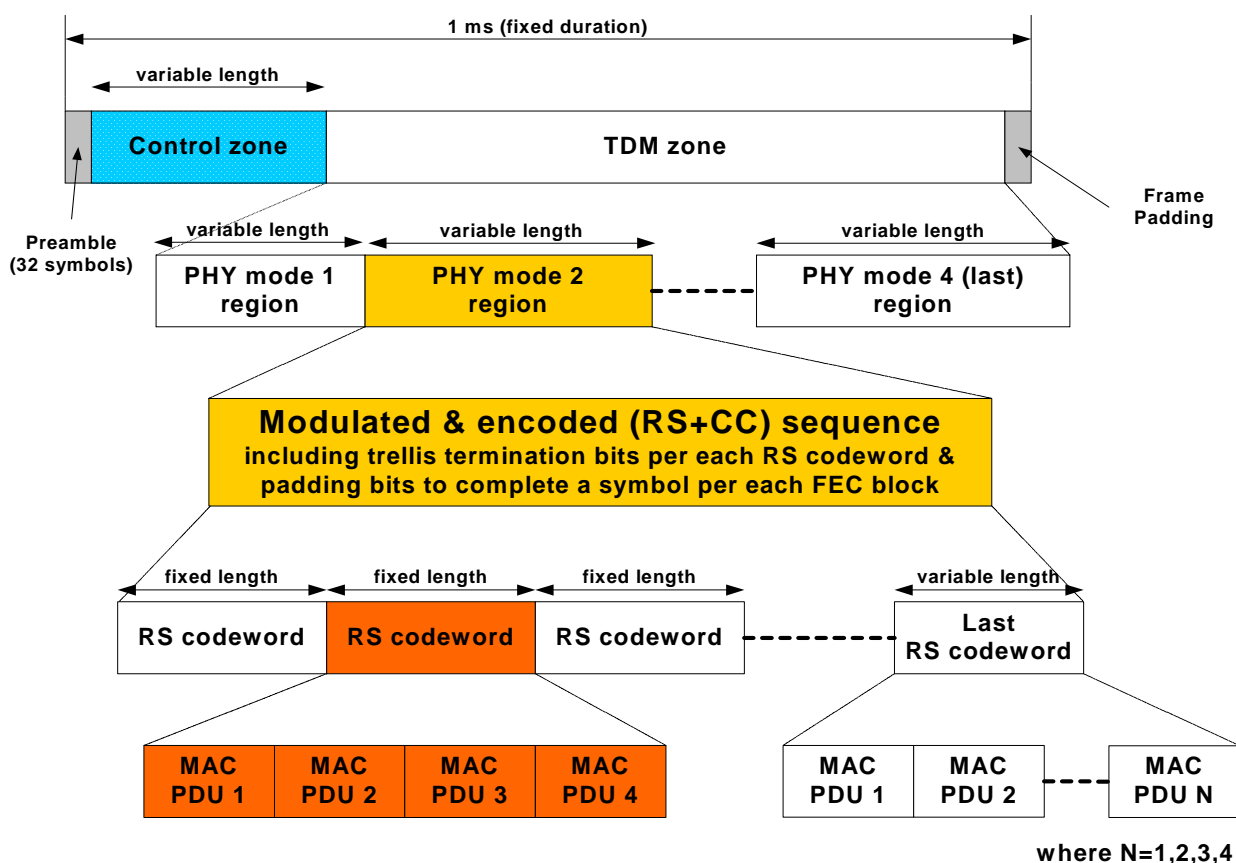 1 ms (fixed duration)
variable length
Control zone
TDM zone
Preamble
(32 symbols)
Frame
Padding
variable length
variable length
variable length
PHY mode 1
region
PHY mode 2
region
PHY mode 4 (last)
region
Modulated & encoded (RS+CC) sequence
including trellis termination bits per each RS codeword &
padding bits to complete a symbol per each FEC block
fixed length
fixed length
fixed length
variable length
RS codeword
RS codeword
RS codeword
Last
RS codeword
MAC
PDU 1
MAC
PDU 2
MAC
PDU 3
MAC
PDU 4
MAC
PDU 1
MAC
PDU 2
MAC
PDU N
where N=1,2,3,4